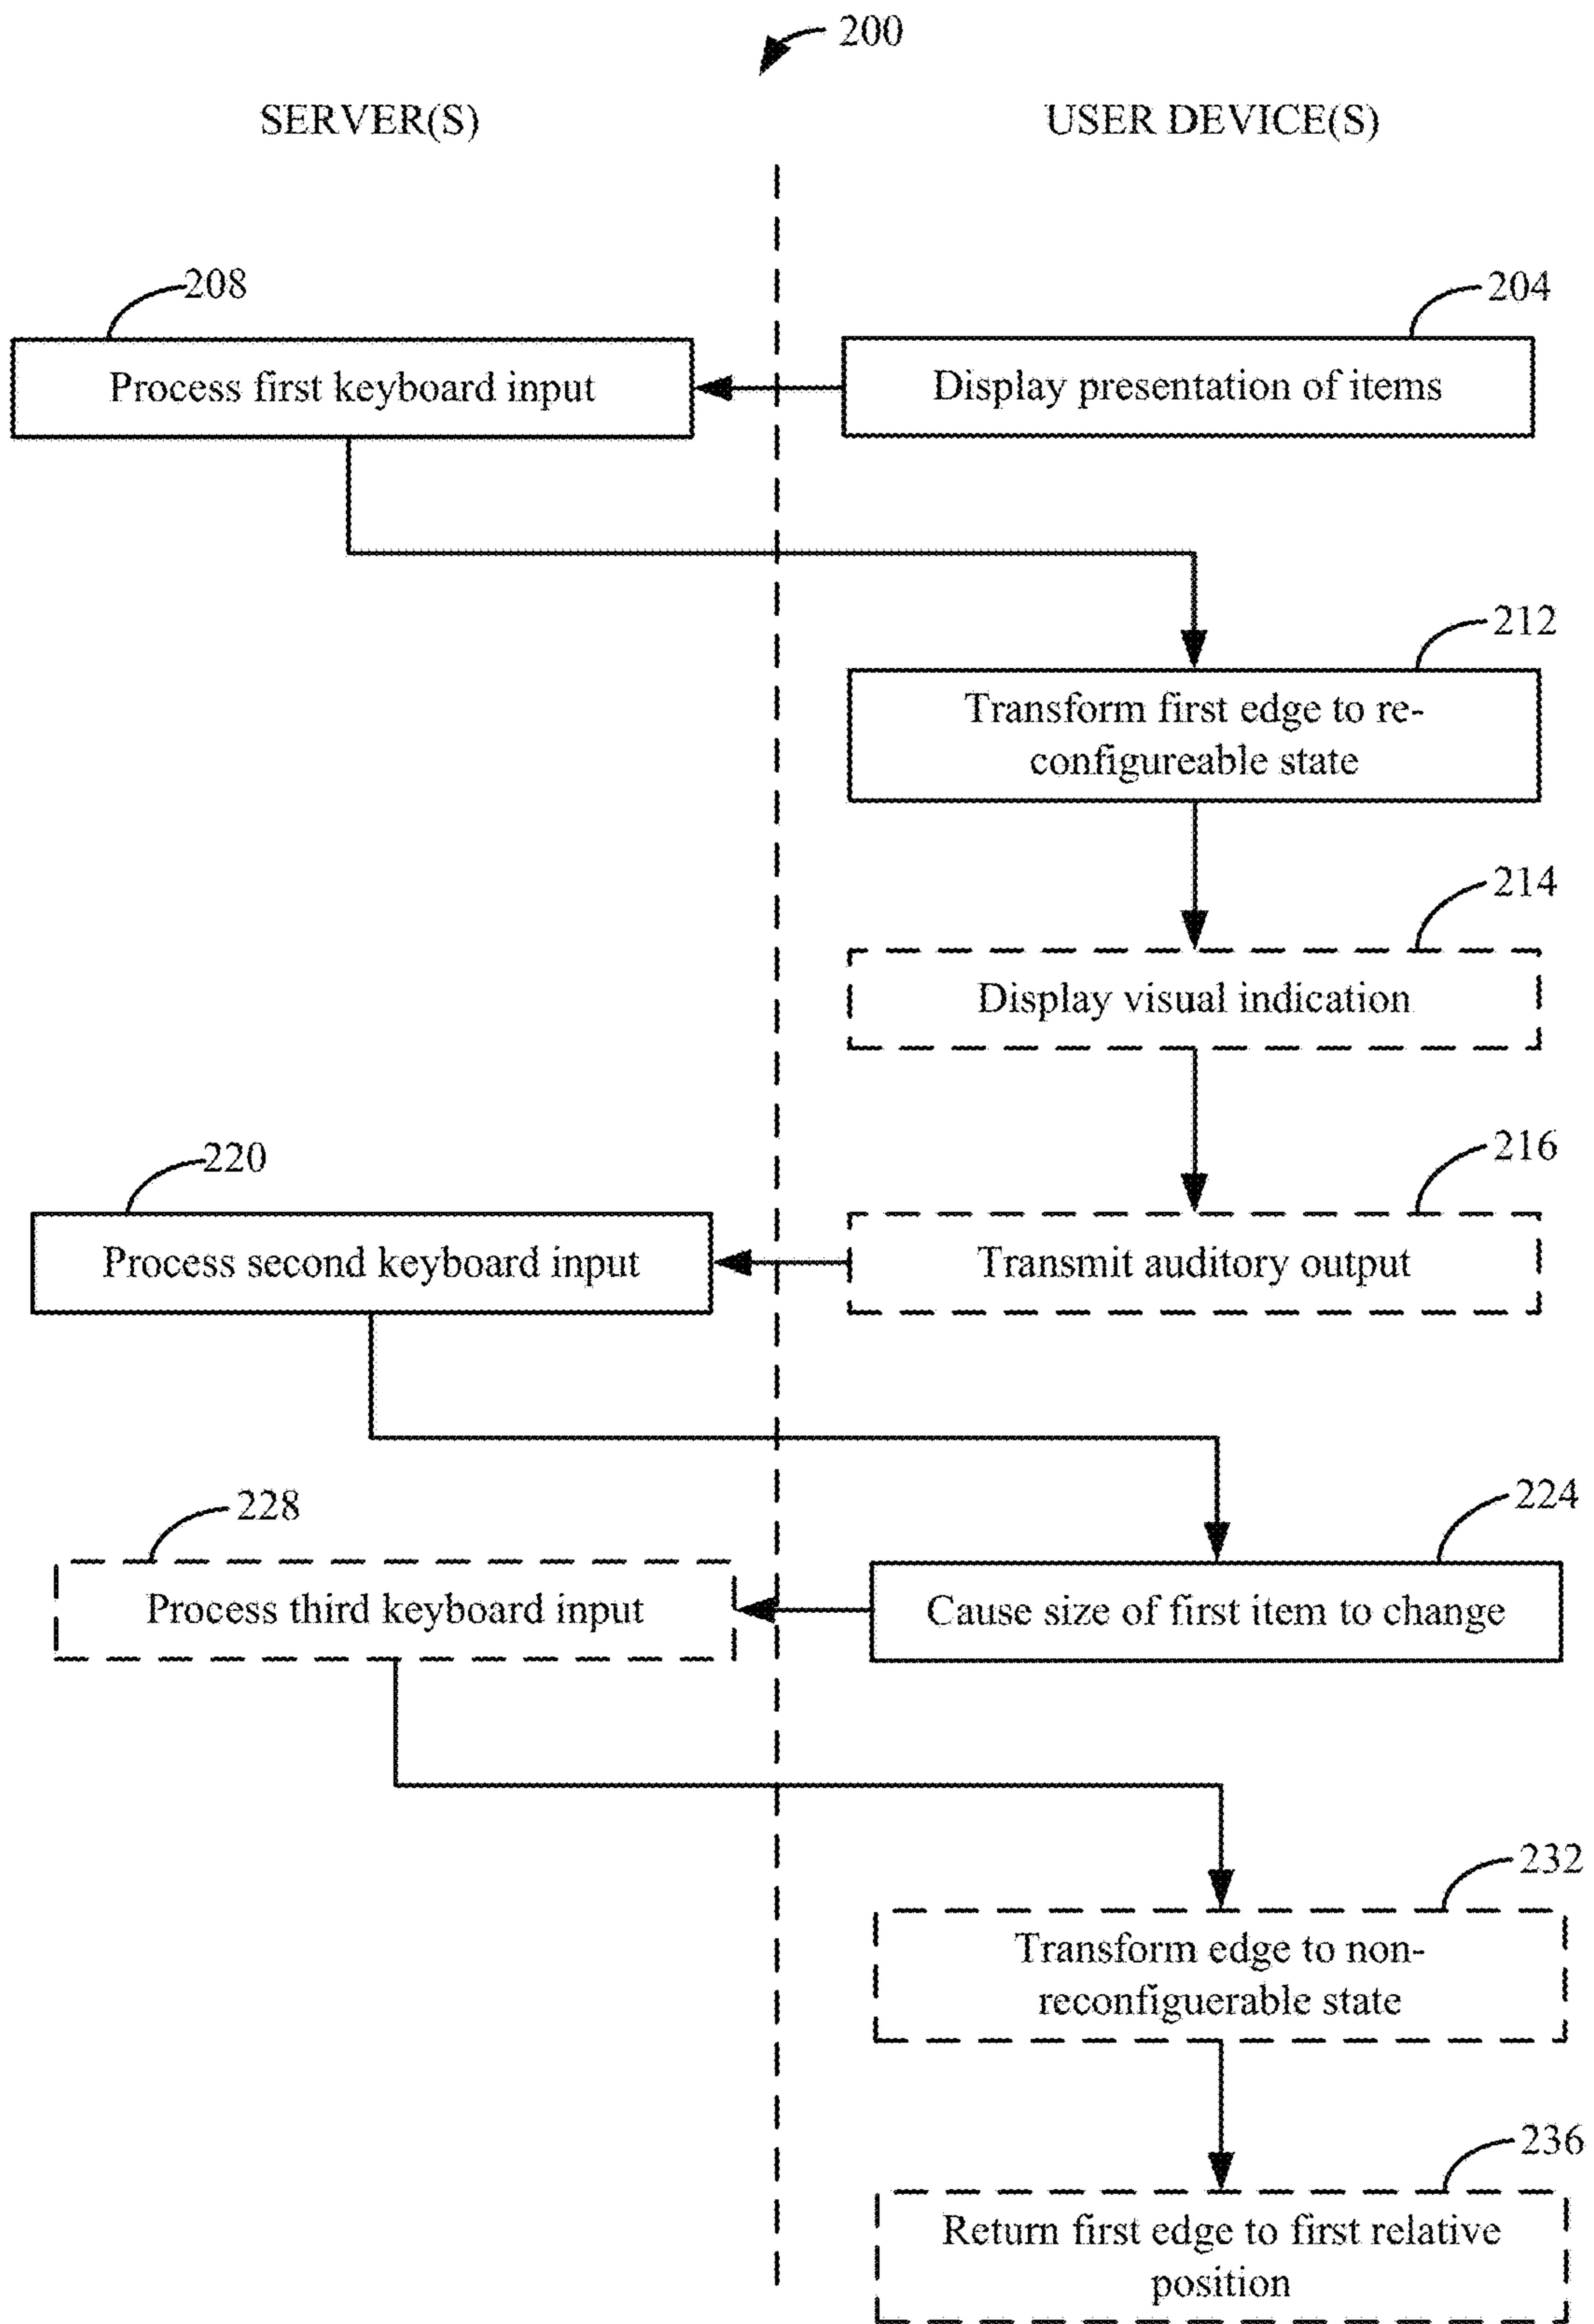 200
SERVER(S)
USER DEVICE(S)
208
204
Process first keyboard input
Display presentation of items
212
Transform first edge to re-
configureable state
214
Display visual indication
220
216
Process second keyboard input
Transmit auditory output
228
224
Process third keyboard input
Cause size of first item to change
232
Transform edge to non-
reconfiguerable state
236
Return first edge to first relative
position